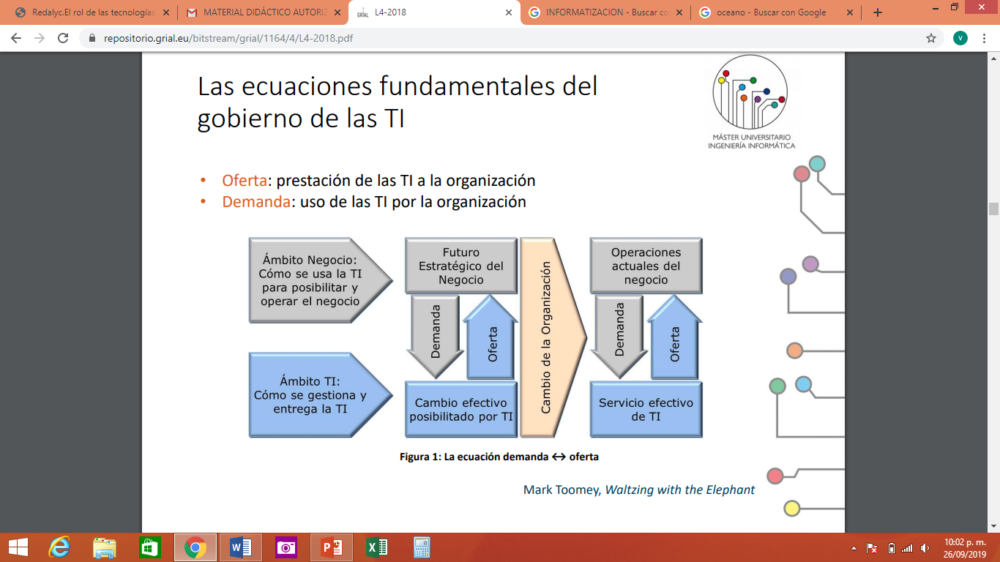 Redalyc.El rol de las tecnologías
MATERIAL DIDÁCTICO AUTORIZ
GRIAL
L4-2018
INFORMATIZACION - Buscar co
oceano - Buscar con Google
repositorio.grial.eu/bitstream/grial/1164/4/L4-2018.pdf
V
Las ecuaciones fundamentales del
gobierno de las TI
MÁSTER UNIVERSITARIO
INGENIERÍA INFORMÁTICA
• Oferta: prestación de las TI a la organización
• Demanda: uso de las TI por la organización
Ámbito Negocio:
Cómo se usa la TI
para posibilitar y
operar el negocio
Futuro
Estratégico del
Negocio
Cambio de la Organización
Operaciones
actuales del
negocio
Demanda
Oferta
Demanda
Oferta
Ámbito TI:
Cómo se gestiona y
entrega la TI
Cambio efectivo
posibilitado por TI
Servicio efectivo
de TI
Figura 1: La ecuación demanda ↔ oferta
Mark Toomey, Waltzing with the Elephant
10:02 p. m.
26/09/2019